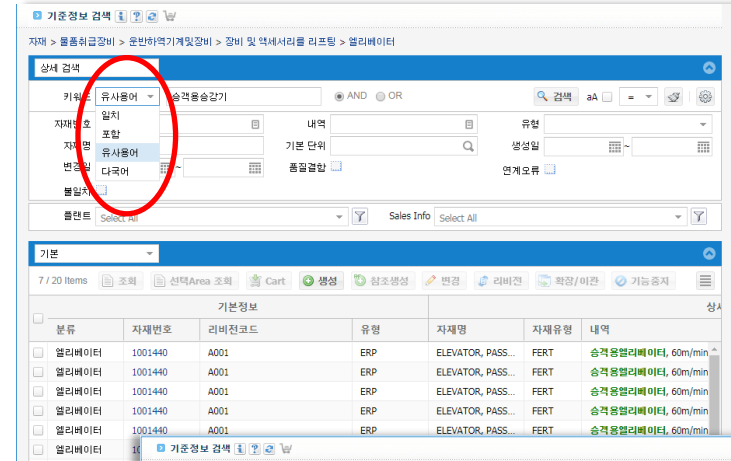 기준정보 검색
자재 > 물품취급장비 > 운반하역기계및장비 > 장비 및 액세서리를 리프팅 > 엘리베이터
상세 검색
키워드 유사용어 승객용승강기 AND OR 검색 aA =
일치
포함
유사용어
다국어
자재번호 내역 유형
자재명 기본 단위 생성일 ~
변경일 ~ 품질결함 연계오류
불일치
플랜트 Select All Sales Info Select All
기본
7 / 20 Items 조회 선택Area 조회 Cart 생성 참조생성 변경 리비전 확장/이관 기능중지
기본정보 상세
분류 자재번호 리비전코드 유형 자재명 자재유형 내역
엘리베이터 1001440 A001 ERP ELEVATOR, PASS... FERT 승객용엘리베이터, 60m/min
엘리베이터 1001440 A001 ERP ELEVATOR, PASS... FERT 승객용엘리베이터, 60m/min
엘리베이터 1001440 A001 ERP ELEVATOR, PASS... FERT 승객용엘리베이터, 60m/min
엘리베이터 1001440 A001 ERP ELEVATOR, PASS... FERT 승객용엘리베이터, 60m/min
엘리베이터 1001440 A001 ERP ELEVATOR, PASS... FERT 승객용엘리베이터, 60m/min
엘리베이터
기준정보 검색